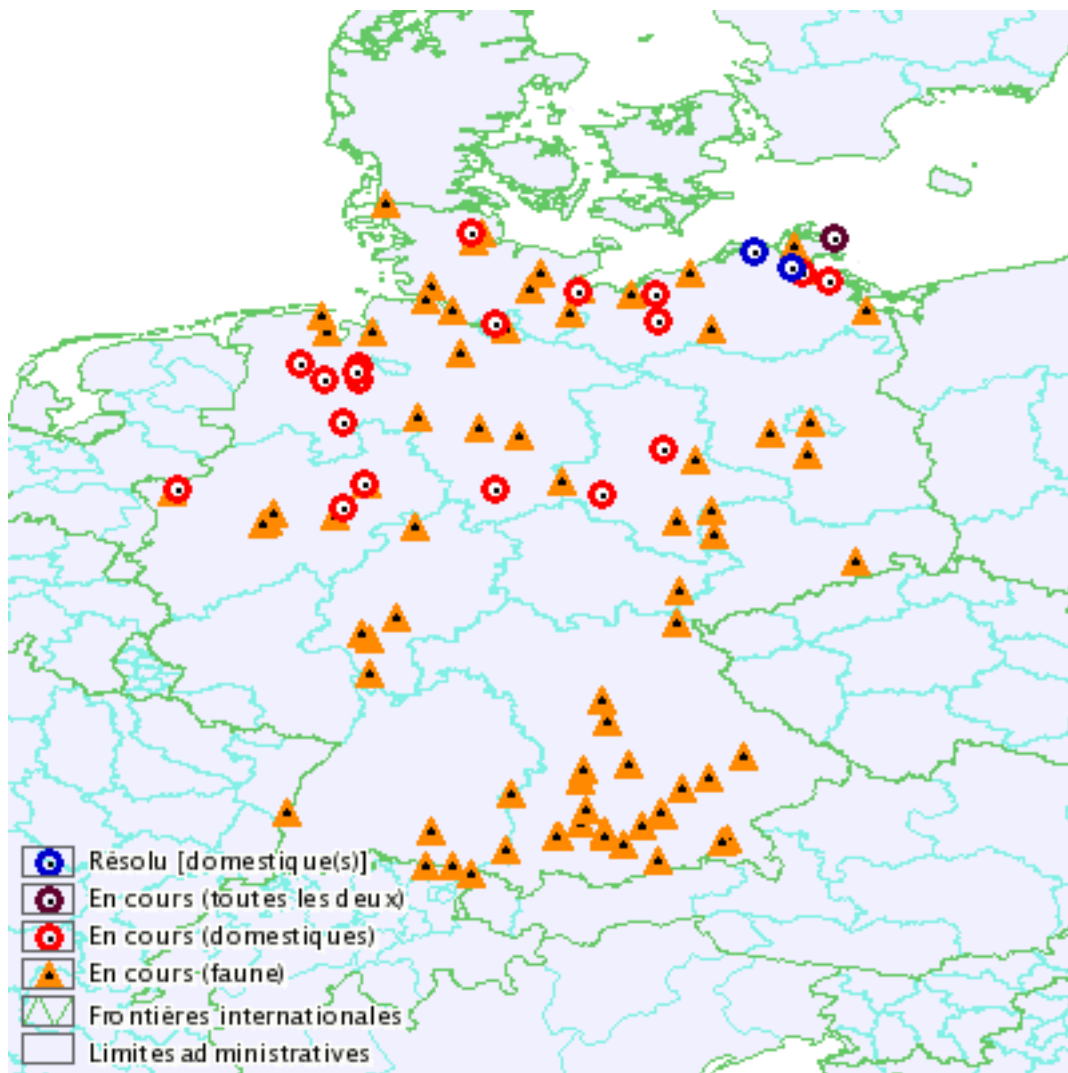 Résolu [domestique(s)]
En cours (toutes les deux)
En cours (domestiques)
En cours (faune)
Frontières internationales
Limites administratives